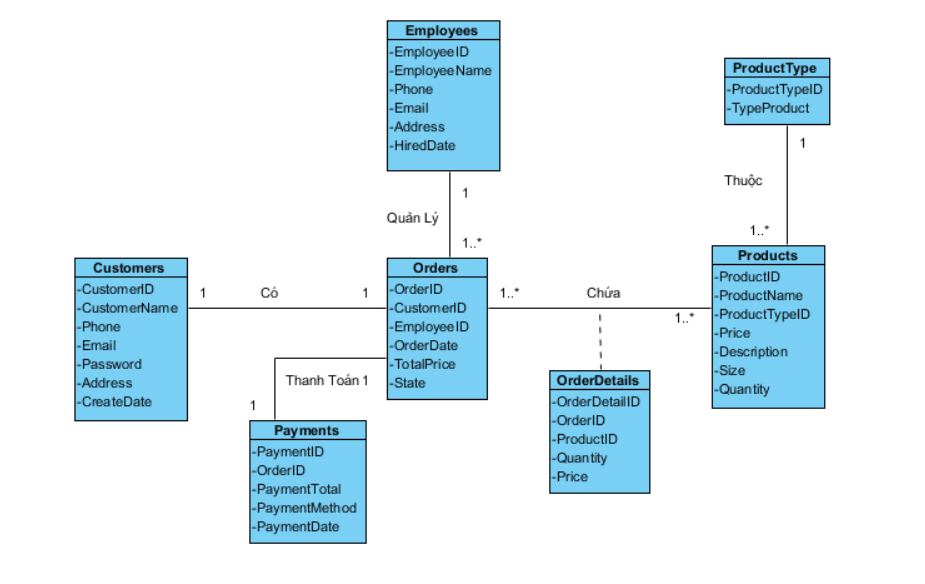 Employees
-EmployeeID
-EmployeeName
-Phone
-Email
-Address
-HiredDate
ProductType
-ProductTypeID
-TypeProduct
1
Thuộc
1..*
1
Quản Lý
1..*
Customers
-CustomerID
-CustomerName
-Phone
-Email
-Password
-Address
-CreateDate
1
Có
1
Orders
-OrderID
-CustomerID
-EmployeeID
-OrderDate
-TotalPrice
-State
1..*
Chứa
1..*
Products
-ProductID
-ProductName
-ProductTypeID
-Price
-Description
-Size
-Quantity
Thanh Toán 1
1
Payments
-PaymentID
-OrderID
-PaymentTotal
-PaymentMethod
-PaymentDate
OrderDetails
-OrderDetailID
-OrderID
-ProductID
-Quantity
-Price